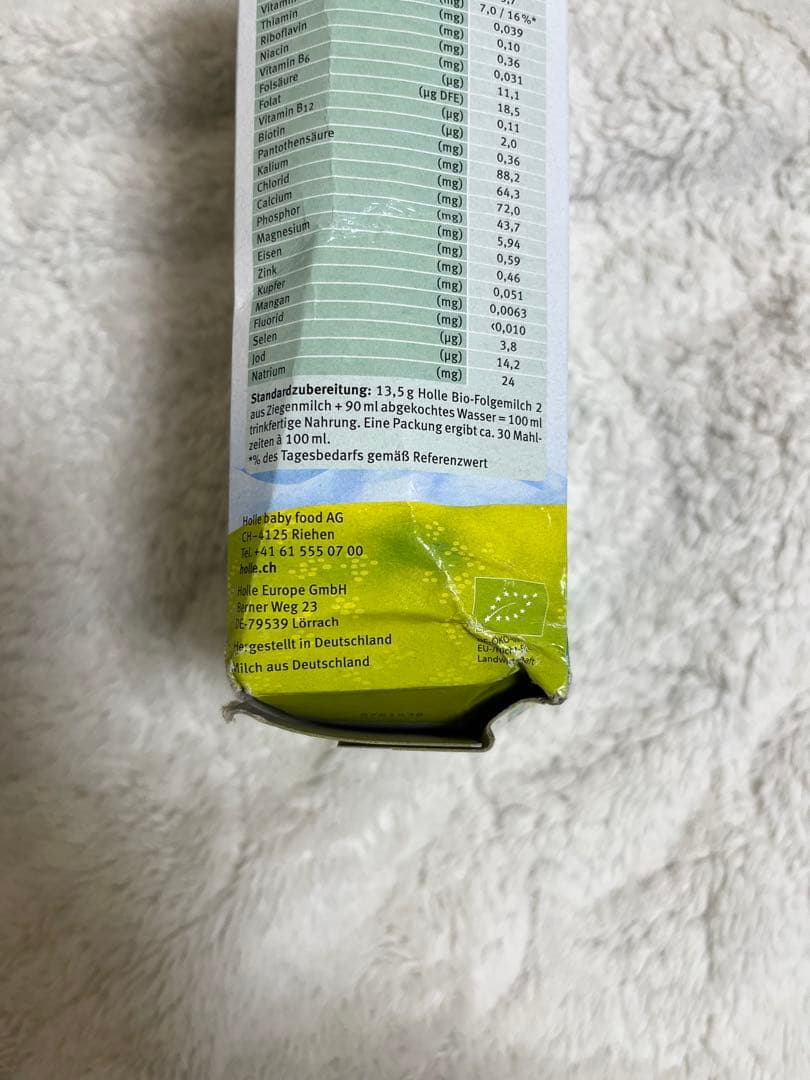 Vitamin (mg) 7,0 / 16%*
Thiamin (mg) 0,039
Riboflavin (mg) 0,10
Niacin (mg) 0,36
Vitamin B6 (mg) 0,031
Folsäure (µg) 11,1
Folat (µg DFE) 18,5
Vitamin B12 (µg) 0,11
Biotin (µg) 2,0
Pantothensäure (mg) 0,36
Kalium (mg) 88,2
Chlorid (mg) 64,3
Calcium (mg) 72,0
Phosphor (mg) 43,7
Magnesium (mg) 5,94
Eisen (mg) 0,59
Zink (mg) 0,46
Kupfer (mg) 0,051
Mangan (mg) 0,0063
Fluorid (mg) <0,010
Selen (µg) 3,8
Jod (µg) 14,2
Natrium (mg) 24
Standardzubereitung: 13,5 g Holle Bio-Folgemilch 2
aus Ziegenmilch + 90 ml abgekochtes Wasser = 100 ml
trinkfertige Nahrung. Eine Packung ergibt ca. 30 Mahl-
zeiten à 100 ml.
*% des Tagesbedarfs gemäß Referenzwert
Holle baby food AG
CH-4125 Riehen
Tel. +41 61 555 07 00
holle.ch
Holle Europe GmbH
Berner Weg 23
DE-79539 Lörrach
Hergestellt in Deutschland
Milch aus Deutschland
Landwirtschaft